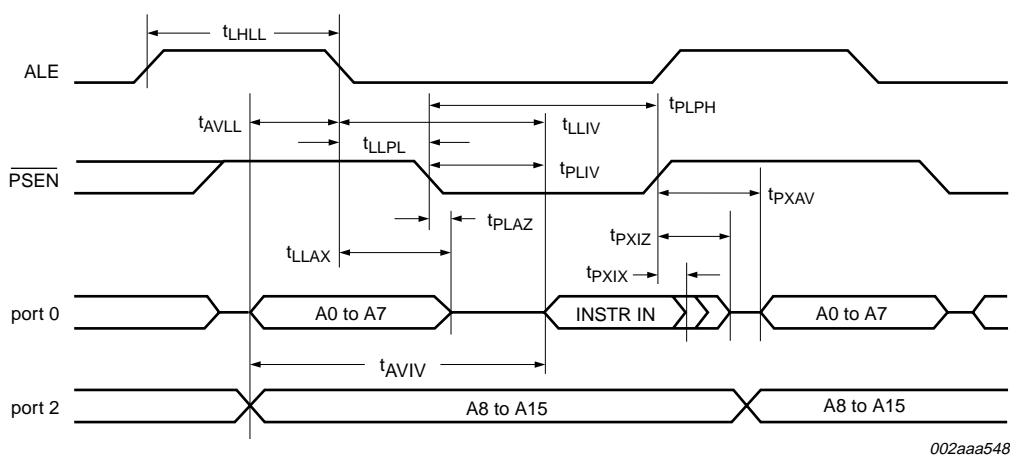 tLHLL
ALE
tAVLL
tLLPL
tLLIV
tPLPH
PSEN
tPLIV
tPXAV
tPLAZ
tLLAX
tPXIZ
tPXIX
port 0
A0 to A7
INSTR IN
A0 to A7
tAVIV
port 2
A8 to A15
A8 to A15
002aaa548